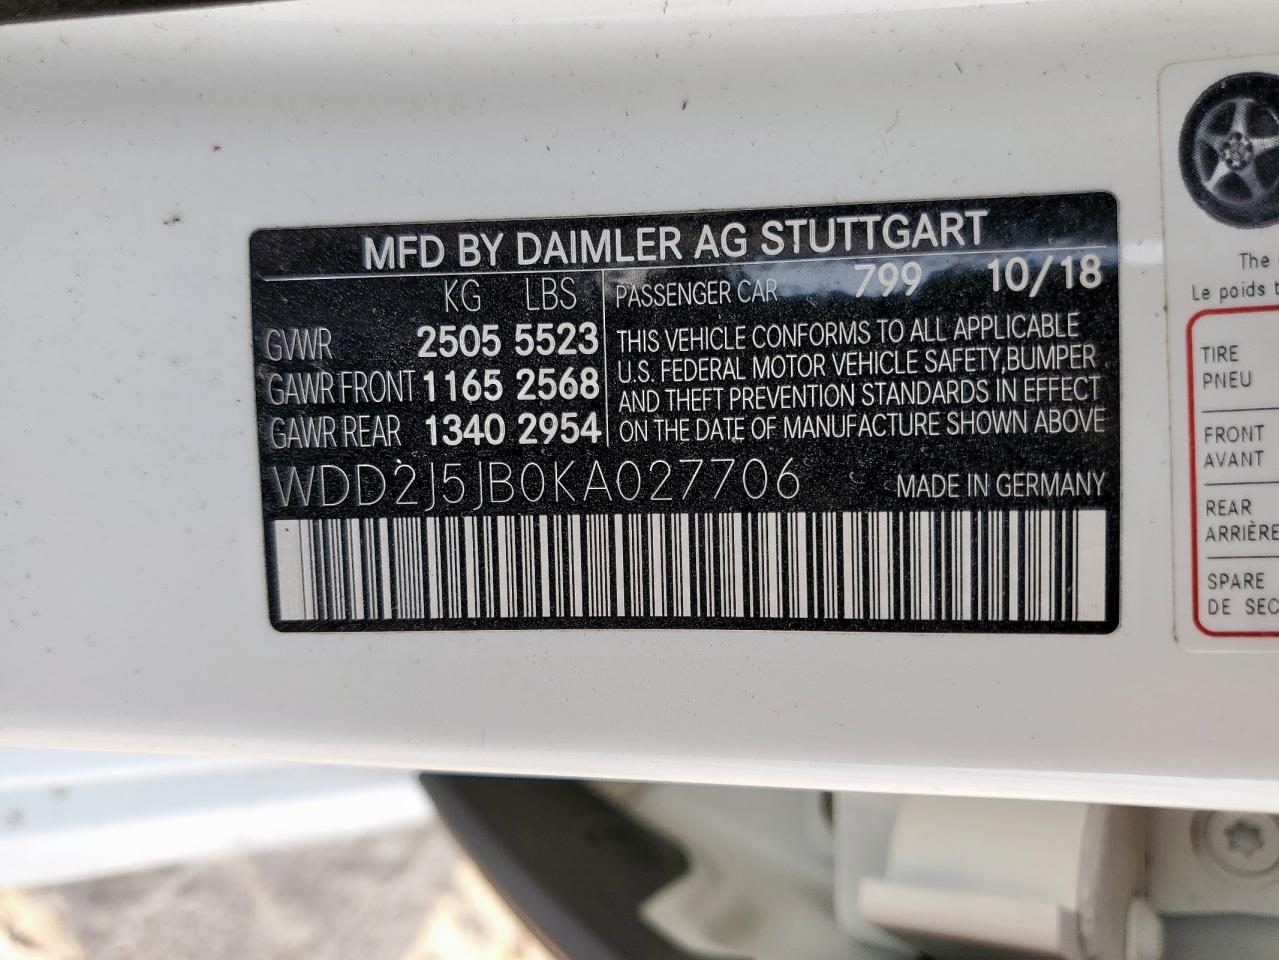 MFD BY DAIMLER AG STUTTGART
KG LBS
GVWR 2505 5523
GAWR FRONT 1165 2568
GAWR REAR 1340 2954
PASSENGER CAR 799 10/18
THIS VEHICLE CONFORMS TO ALL APPLICABLE
U.S. FEDERAL MOTOR VEHICLE SAFETY, BUMPER
AND THEFT PREVENTION STANDARDS IN EFFECT
ON THE DATE OF MANUFACTURE SHOWN ABOVE
WDD2J5JB0KA027706 MADE IN GERMANY
The
Le poids
TIRE
PNEU
FRONT
AVANT
REAR
ARRIÈRE
SPARE
DE